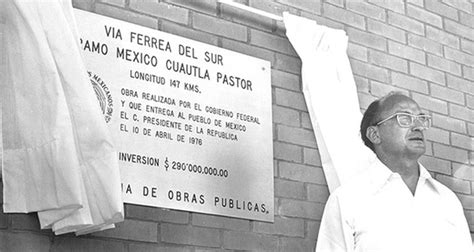 VIA FERREA DEL SUR
PAMO MEXICO CUAUTLA PASTOR
LONGITUD 147 KMS.
OBRA REALIZADA POR EL GOBIERNO FEDERAL
Y QUE ENTREGA AL PUEBLO DE MEXICO
EL C. PRESIDENTE DE LA REPUBLICA
EL 10 DE ABRIL DE 1976
INVERSION $ 290'000,000.00
IA DE OBRAS PUBLICAS